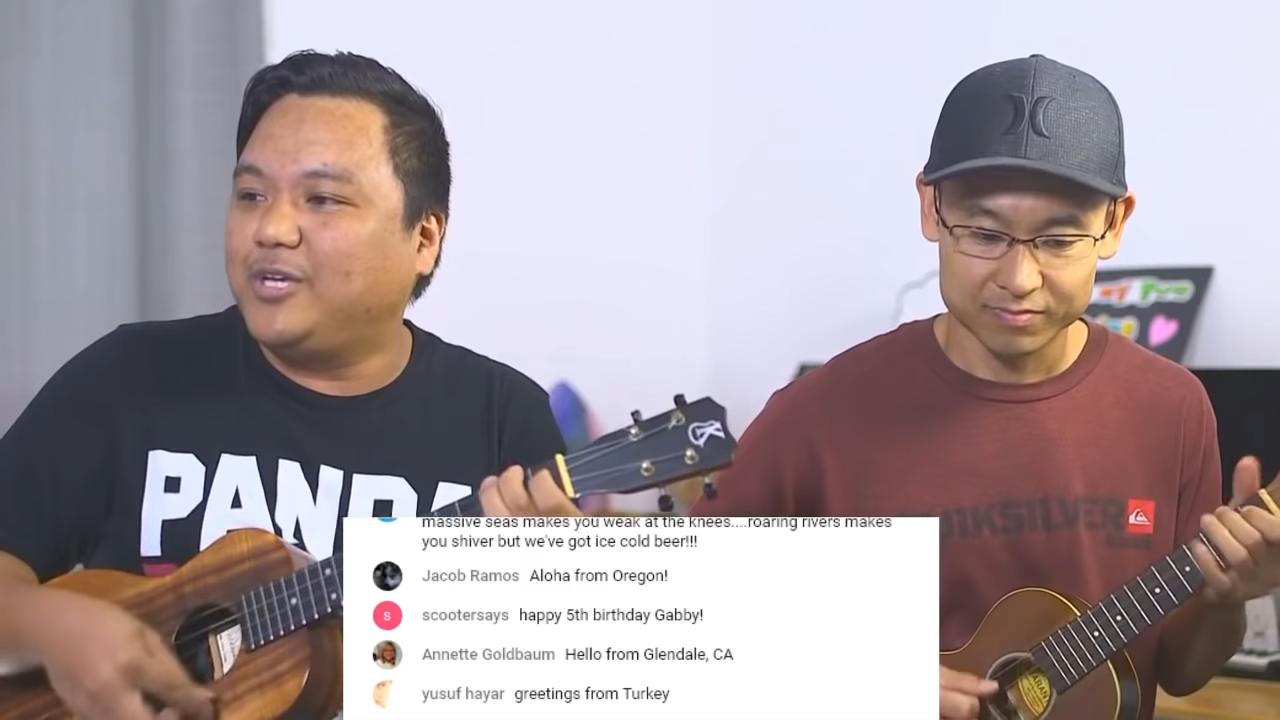 PANDA
UIKSILVER
massive seas makes you weak at the knees....roaring rivers makes
you shiver but we've got ice cold beer!!!
Jacob Ramos Aloha from Oregon!
S scootersays happy 5th birthday Gabby!
Annette Goldbaum Hello from Glendale, CA
yusuf hayar greetings from Turkey